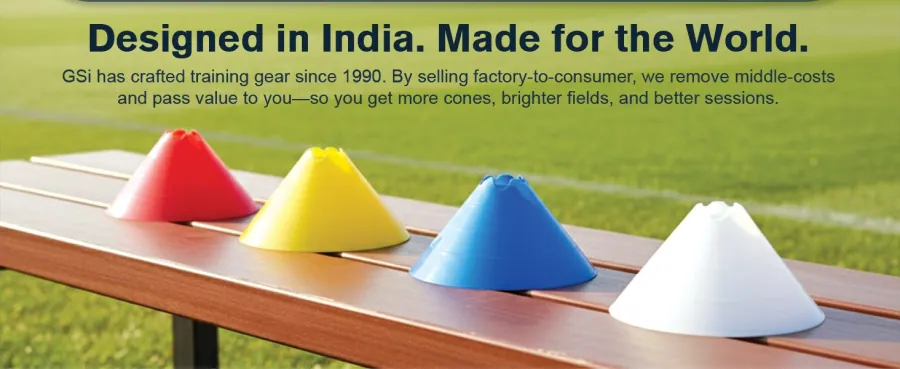 Designed in India. Made for the World.
GSi has crafted training gear since 1990. By selling factory-to-consumer, we remove middle-costs
and pass value to you—so you get more cones, brighter fields, and better sessions.